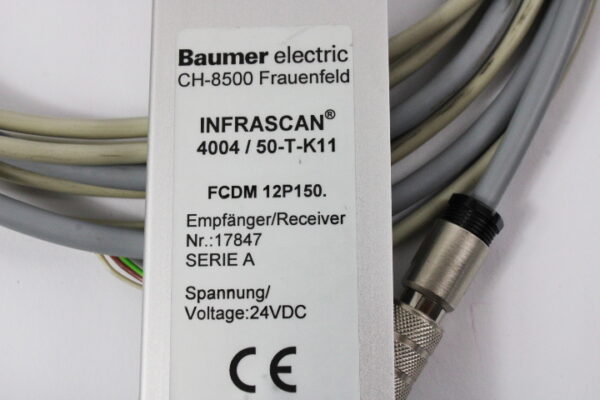 Baumer electric
CH-8500 Frauenfeld
INFRASCAN®
4004 / 50-T-K11
FCDM 12P150.
Empfänger/Receiver
Nr.:17847
SERIE A
Spannung/
Voltage:24VDC
CE